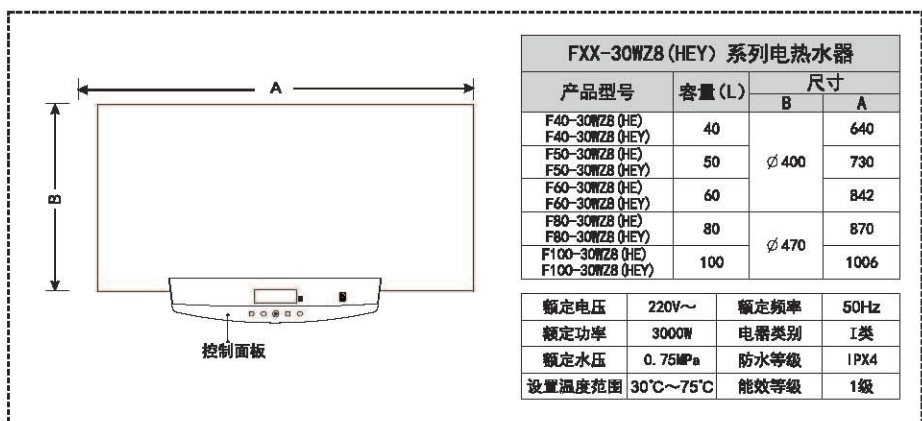 A
B
控制面板
FXX-30WZ8(HEY) 系列电热水器
产品型号 容量(L) 尺寸
B A
F40-30WZ8(HE)
F40-30WZ8(HEY)
40 640
F50-30WZ8(HE)
F50-30WZ8(HEY)
50 ∅400 730
F60-30WZ8(HE)
F60-30WZ8(HEY)
60 842
F80-30WZ8(HE)
F80-30WZ8(HEY)
80 ∅470 870
F100-30WZ8(HE)
F100-30WZ8(HEY)
100 1006
额定电压 220V～ 额定频率 50Hz
额定功率 3000W 电器类别 I类
额定水压 0.75MPa 防水等级 IPX4
设置温度范围 30℃～75℃ 能效等级 1级